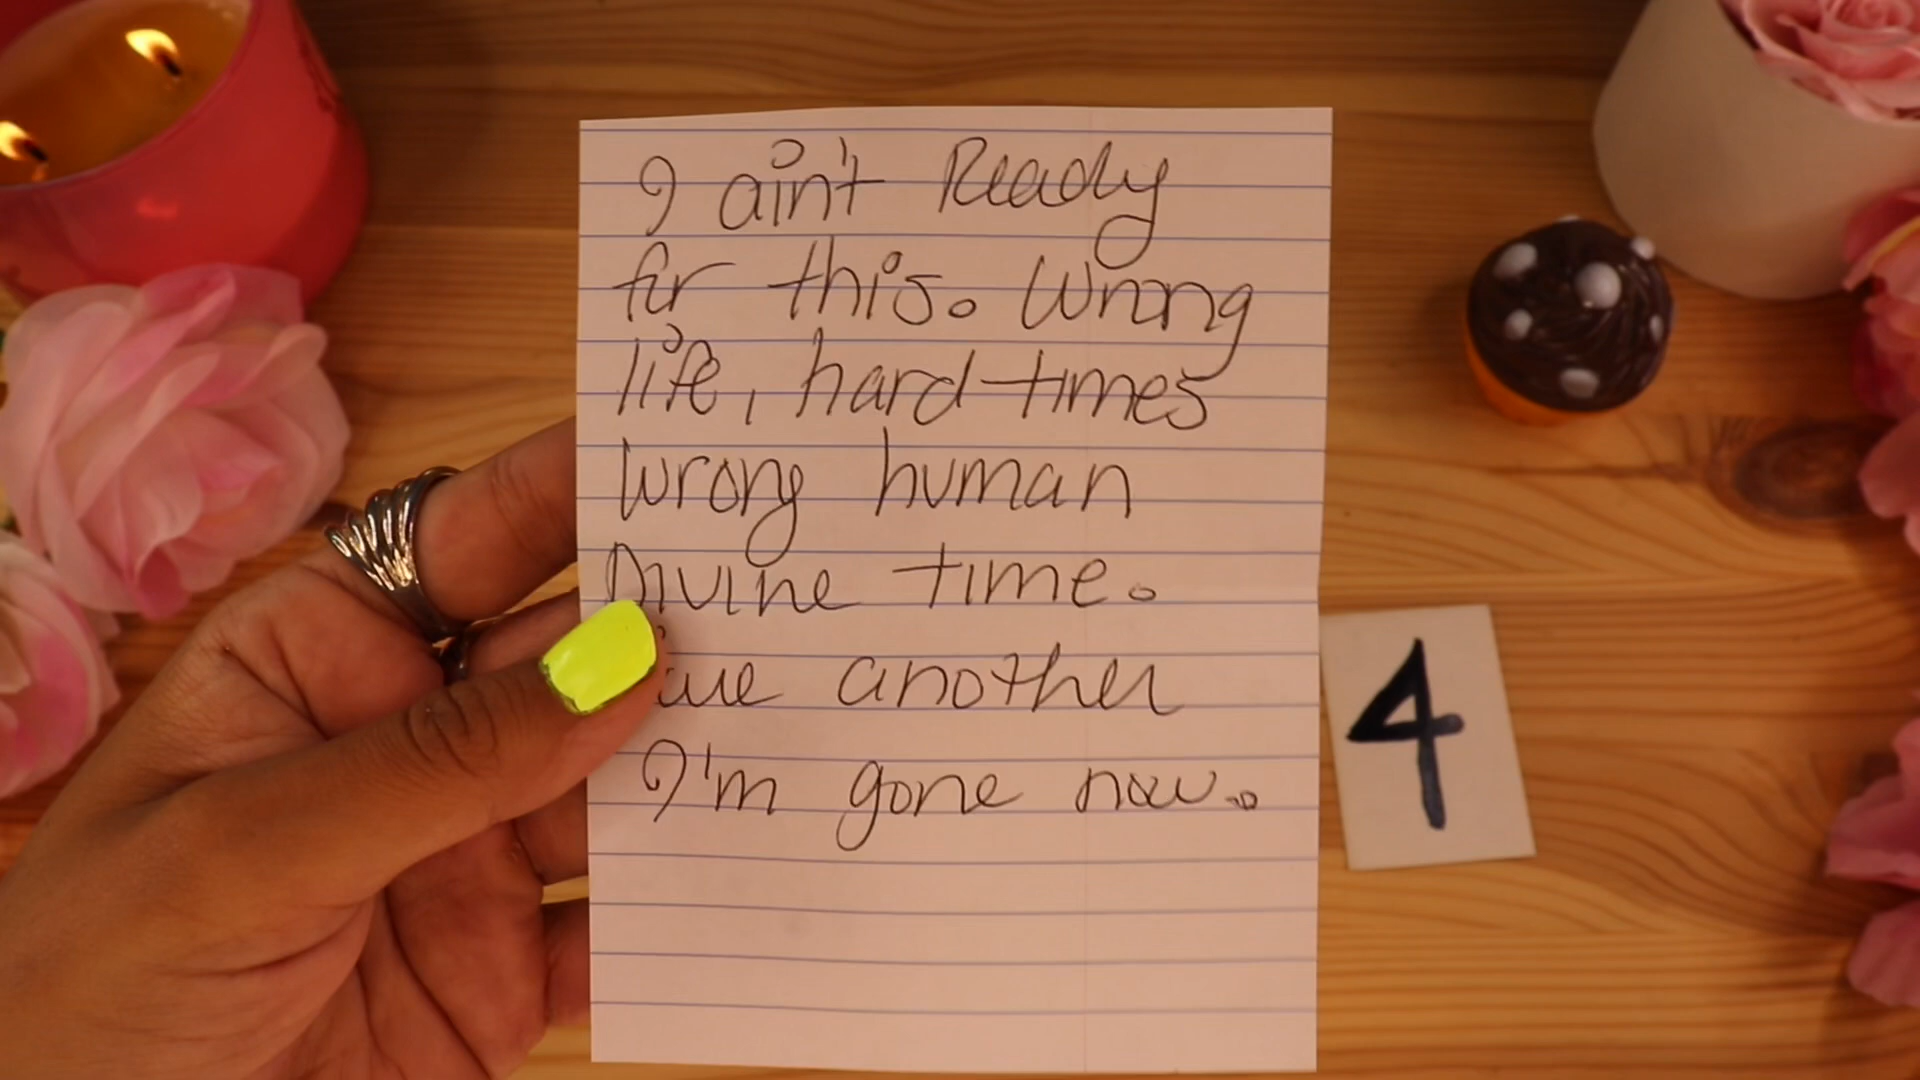 I ain't Ready
for this. Wrong
life, hard times
wrong human
Divine time.
another
I'm gone now.
4